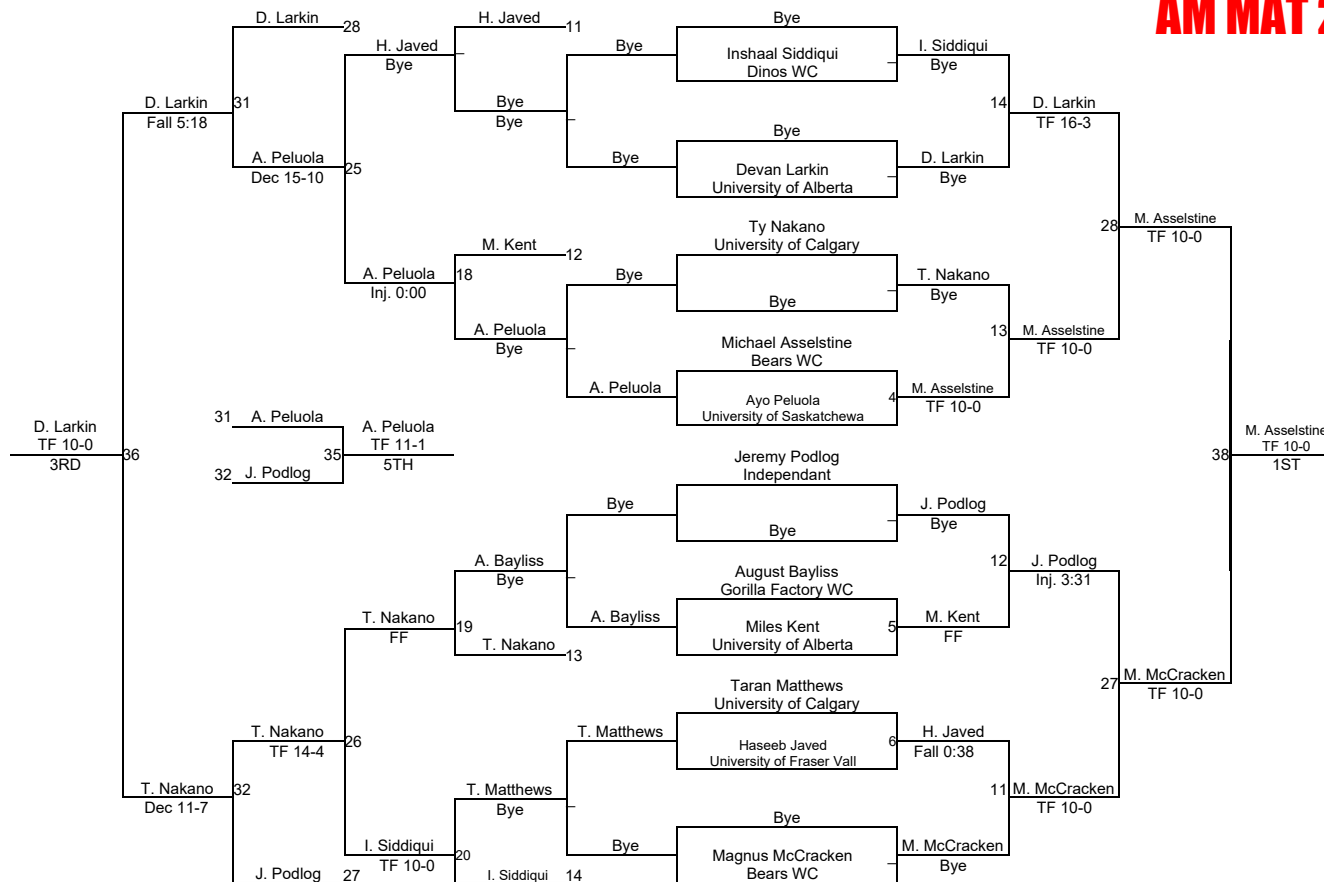 AM MAT 2
D. Larkin
28
H. Javed
11
Bye
H. Javed
Bye
Bye
Inshaal Siddiqui
Dinos WC
I. Siddiqui
Bye
D. Larkin
Fall 5:18
31
Bye
Bye
14
D. Larkin
TF 16-3
A. Peluola
Dec 15-10
25
Bye
Bye
Devan Larkin
University of Alberta
D. Larkin
Bye
M. Kent
12
Ty Nakano
University of Calgary
28
M. Asselstine
TF 10-0
A. Peluola
Inj. 0:00
18
Bye
Bye
T. Nakano
Bye
A. Peluola
Bye
13
M. Asselstine
TF 10-0
Michael Asselstine
Bears WC
A. Peluola
Ayo Peluola
University of Saskatchewa
4
M. Asselstine
TF 10-0
D. Larkin
TF 10-0
3RD
36
31
A. Peluola
35
A. Peluola
TF 11-1
5TH
32
J. Podlog
38
M. Asselstine
TF 10-0
1ST
Jeremy Podlog
Independant
Bye
Bye
J. Podlog
Bye
A. Bayliss
Bye
12
J. Podlog
Inj. 3:31
August Bayliss
Gorilla Factory WC
T. Nakano
FF
19
A. Bayliss
Miles Kent
University of Alberta
5
M. Kent
FF
T. Nakano
13
27
M. McCracken
TF 10-0
Taran Matthews
University of Calgary
T. Nakano
TF 14-4
26
T. Matthews
Haseeb Javed
University of Fraser Vall
6
H. Javed
Fall 0:38
T. Nakano
Dec 11-7
32
T. Matthews
Bye
11
M. McCracken
TF 10-0
Bye
I. Siddiqui
TF 10-0
20
Bye
Magnus McCracken
Bears WC
M. McCracken
Bye
J. Podlog
27
I. Siddiqui
14